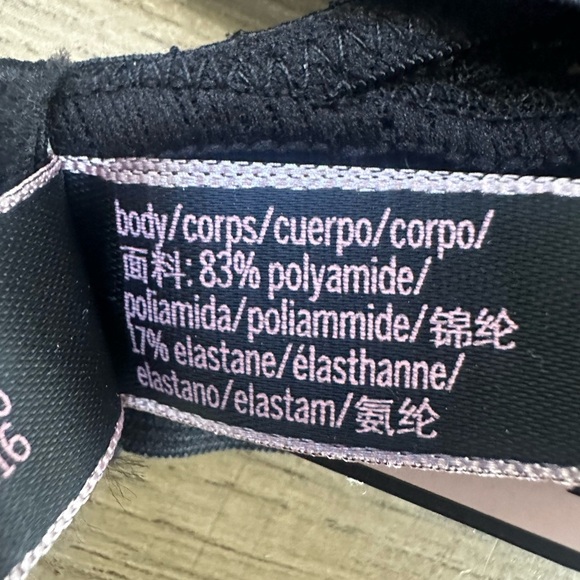 body/corps/cuerpo/corpo/
面料: 83% polyamide/
poliamida/poliammide/锦纶
17% elastane/élasthanne/
elastano/elastam/氨纶
16